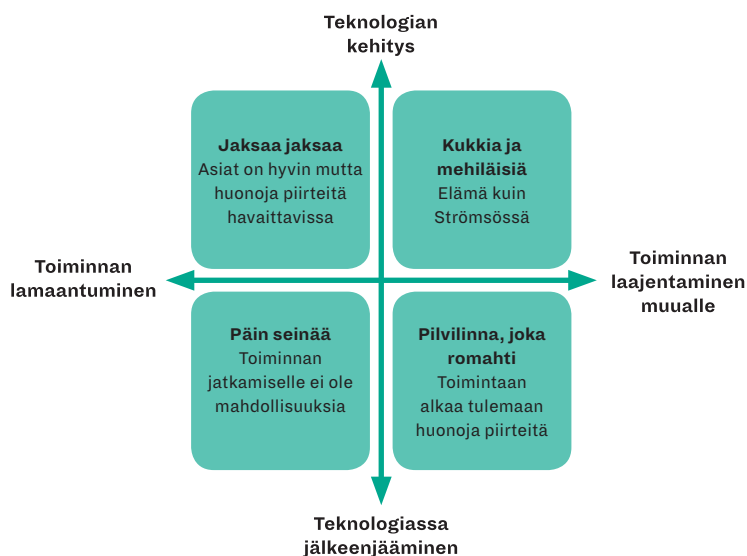 Teknologian
kehitys
Jaksaa jaksaa
Asiat on hyvin mutta
huonoja piirteitä
havaittavissa
Kukkia ja
mehiläisiä
Elämä kuin
Strömsössä
Toiminnan
lamaantuminen
Toiminnan
laajentaminen
muualle
Päin seinää
Toiminnan
jatkamiselle ei ole
mahdollisuuksia
Pilvilinna, joka
romahti
Toimintaan
alkaa tulemaan
huonoja piirteitä
Teknologiassa
jälkeenjääminen